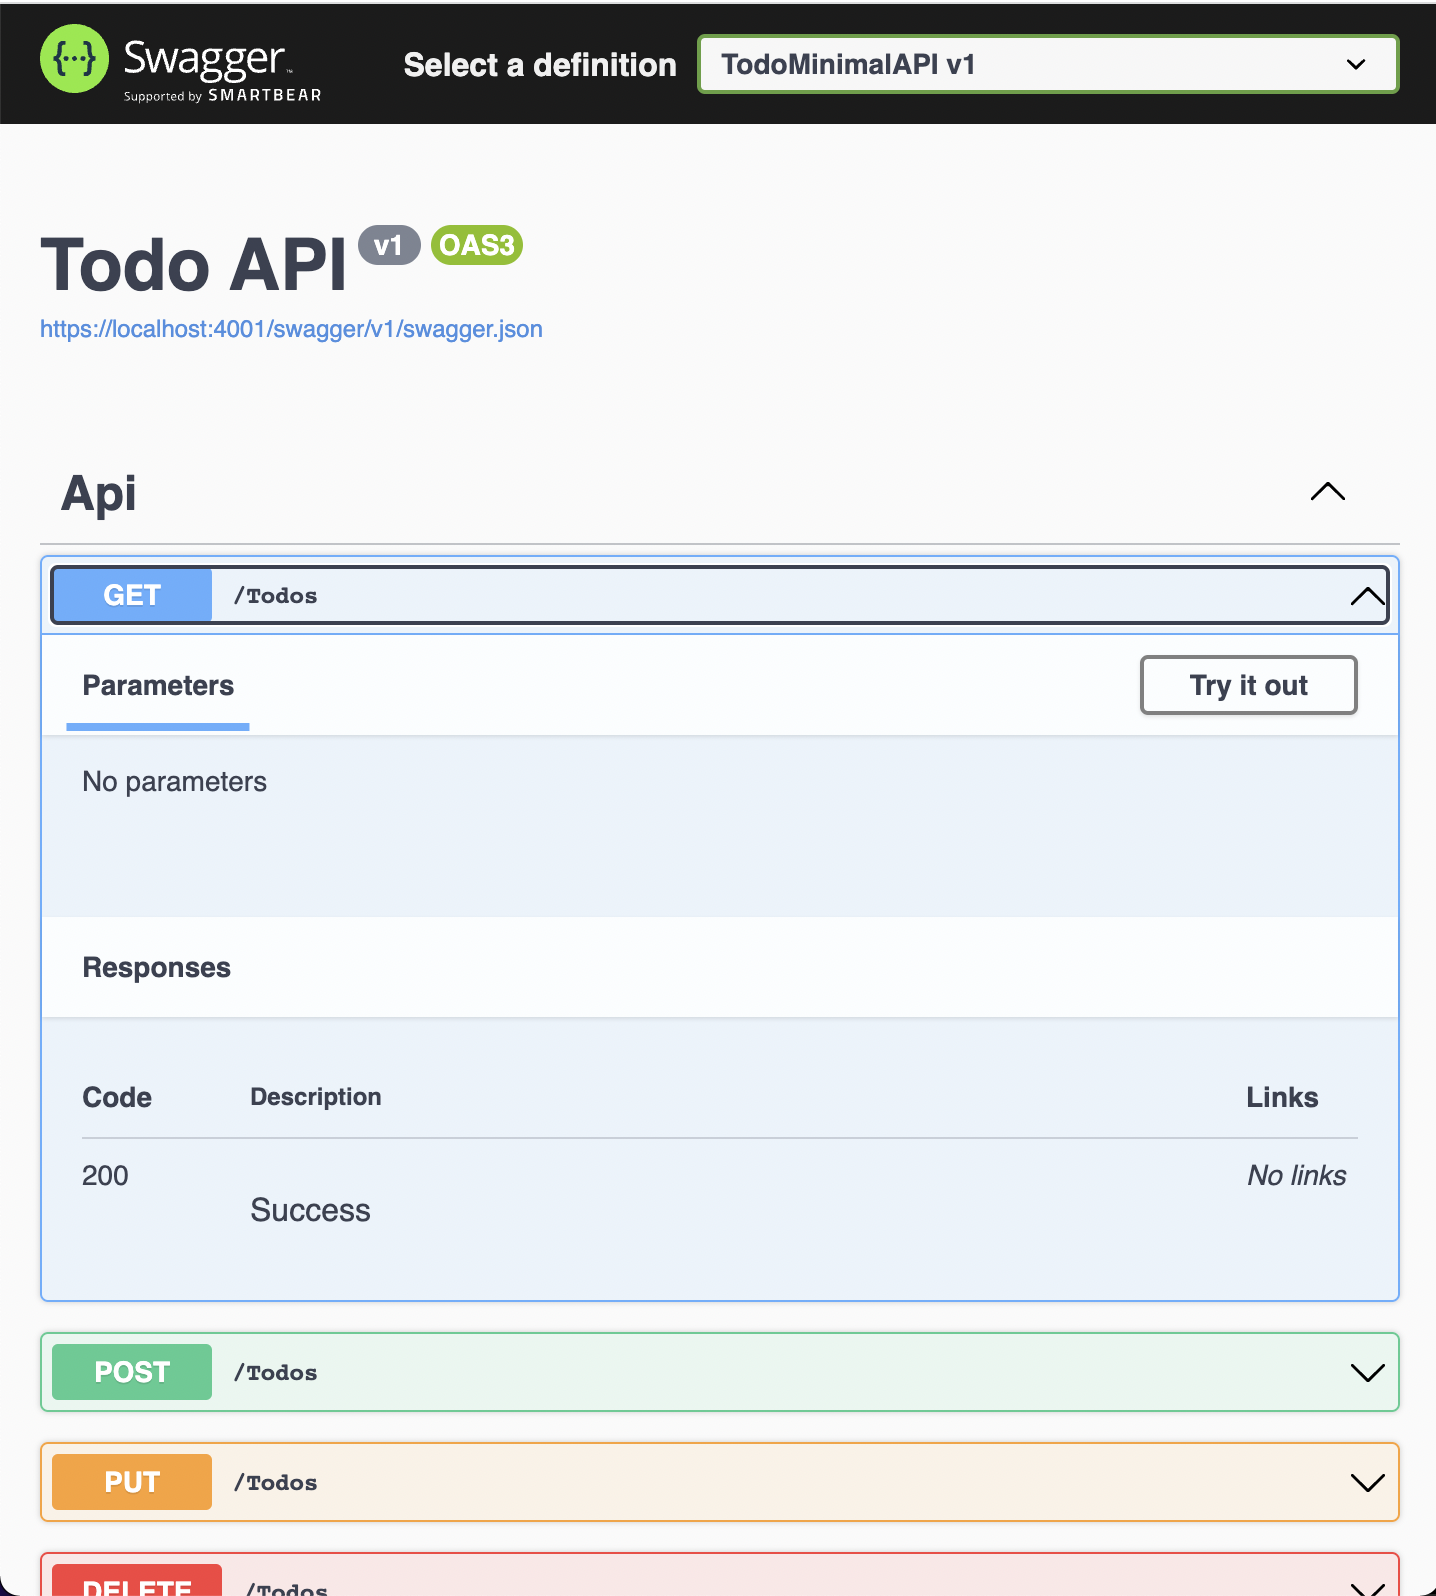 {···} Swagger™
Supported by SMARTBEAR
Select a definition
TodoMinimalAPI v1
Todo API v1 OAS3
https://localhost:4001/swagger/v1/swagger.json
Api
GET /Todos
Parameters
Try it out
No parameters
Responses
Code Description Links
200 No links
Success
POST /Todos
PUT /Todos
DELETE /Todos